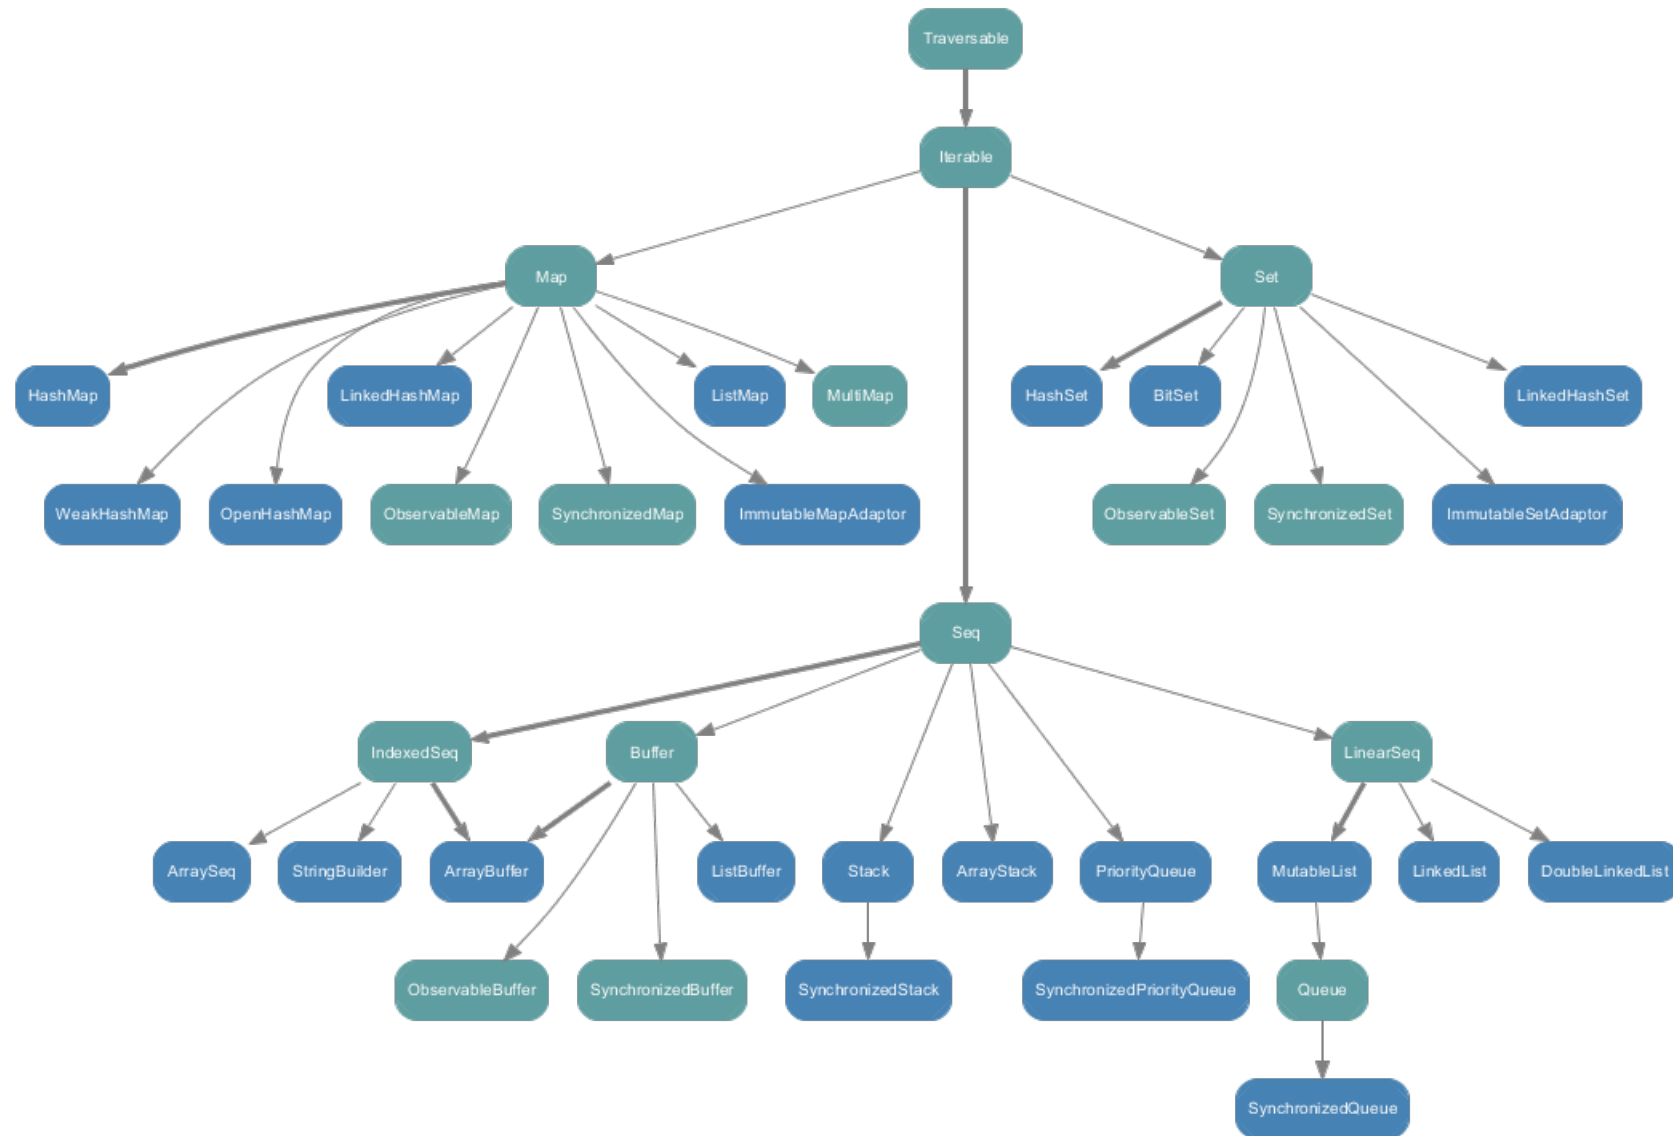 Traversable
Iterable
Map
Set
HashMap
LinkedHashMap
ListMap
MultiMap
HashSet
BitSet
LinkedHashSet
WeakHashMap
OpenHashMap
ObservableMap
SynchronizedMap
ImmutableMapAdaptor
ObservableSet
SynchronizedSet
ImmutableSetAdaptor
Seq
IndexedSeq
Buffer
LinearSeq
ArraySeq
StringBuilder
ArrayBuffer
ListBuffer
Stack
ArrayStack
PriorityQueue
MutableList
LinkedList
DoubleLinkedList
ObservableBuffer
SynchronizedBuffer
SynchronizedStack
SynchronizedPriorityQueue
Queue
SynchronizedQueue